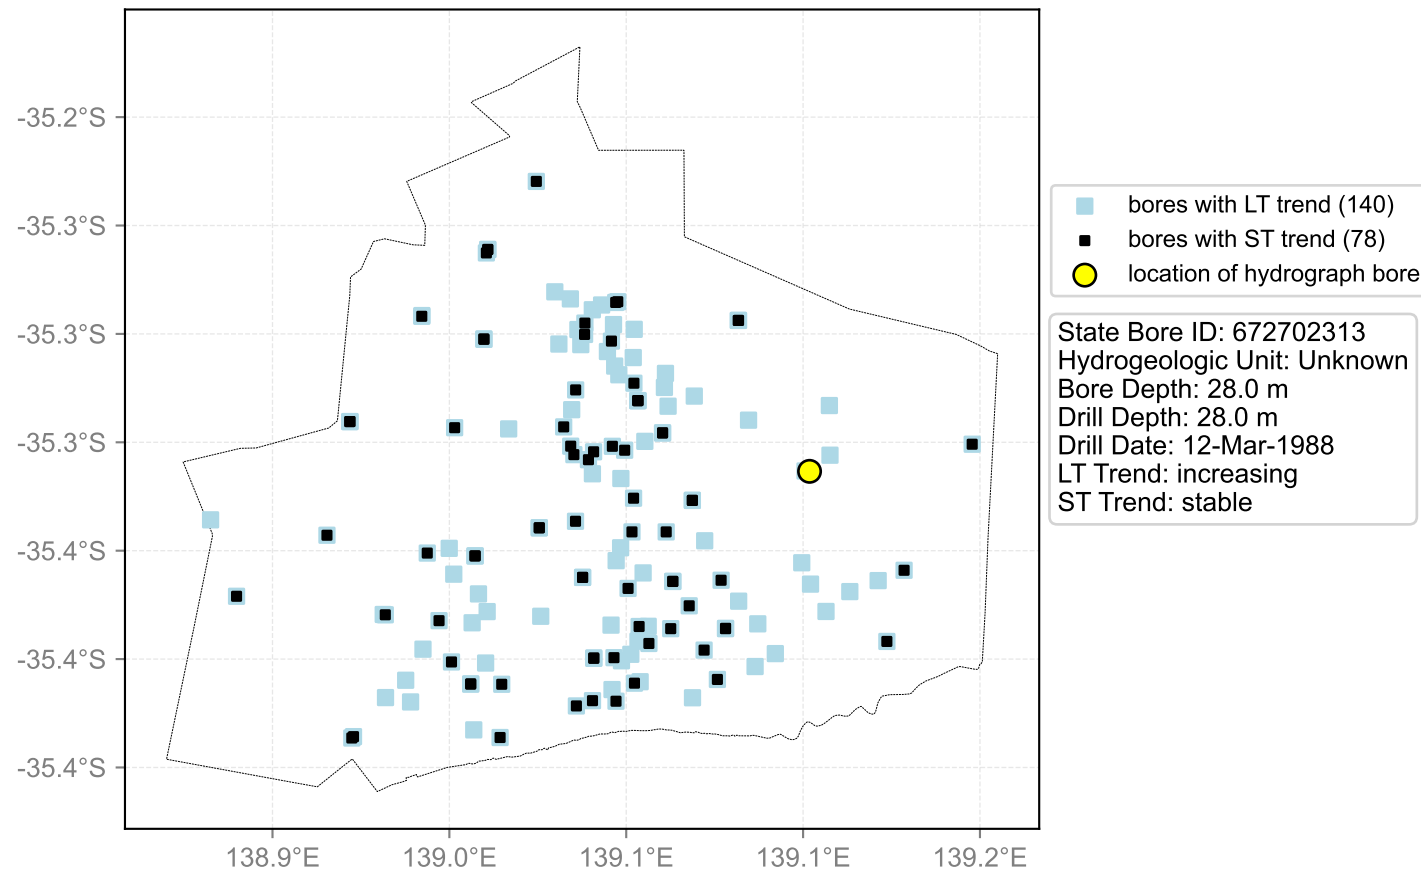 -35.2°S
-35.3°S
-35.3°S
-35.3°S
-35.4°S
-35.4°S
-35.4°S
138.9°E
139.0°E
139.1°E
139.1°E
139.2°E
bores with LT trend (140)
bores with ST trend (78)
location of hydrograph bore
State Bore ID: 672702313
Hydrogeologic Unit: Unknown
Bore Depth: 28.0 m
Drill Depth: 28.0 m
Drill Date: 12-Mar-1988
LT Trend: increasing
ST Trend: stable